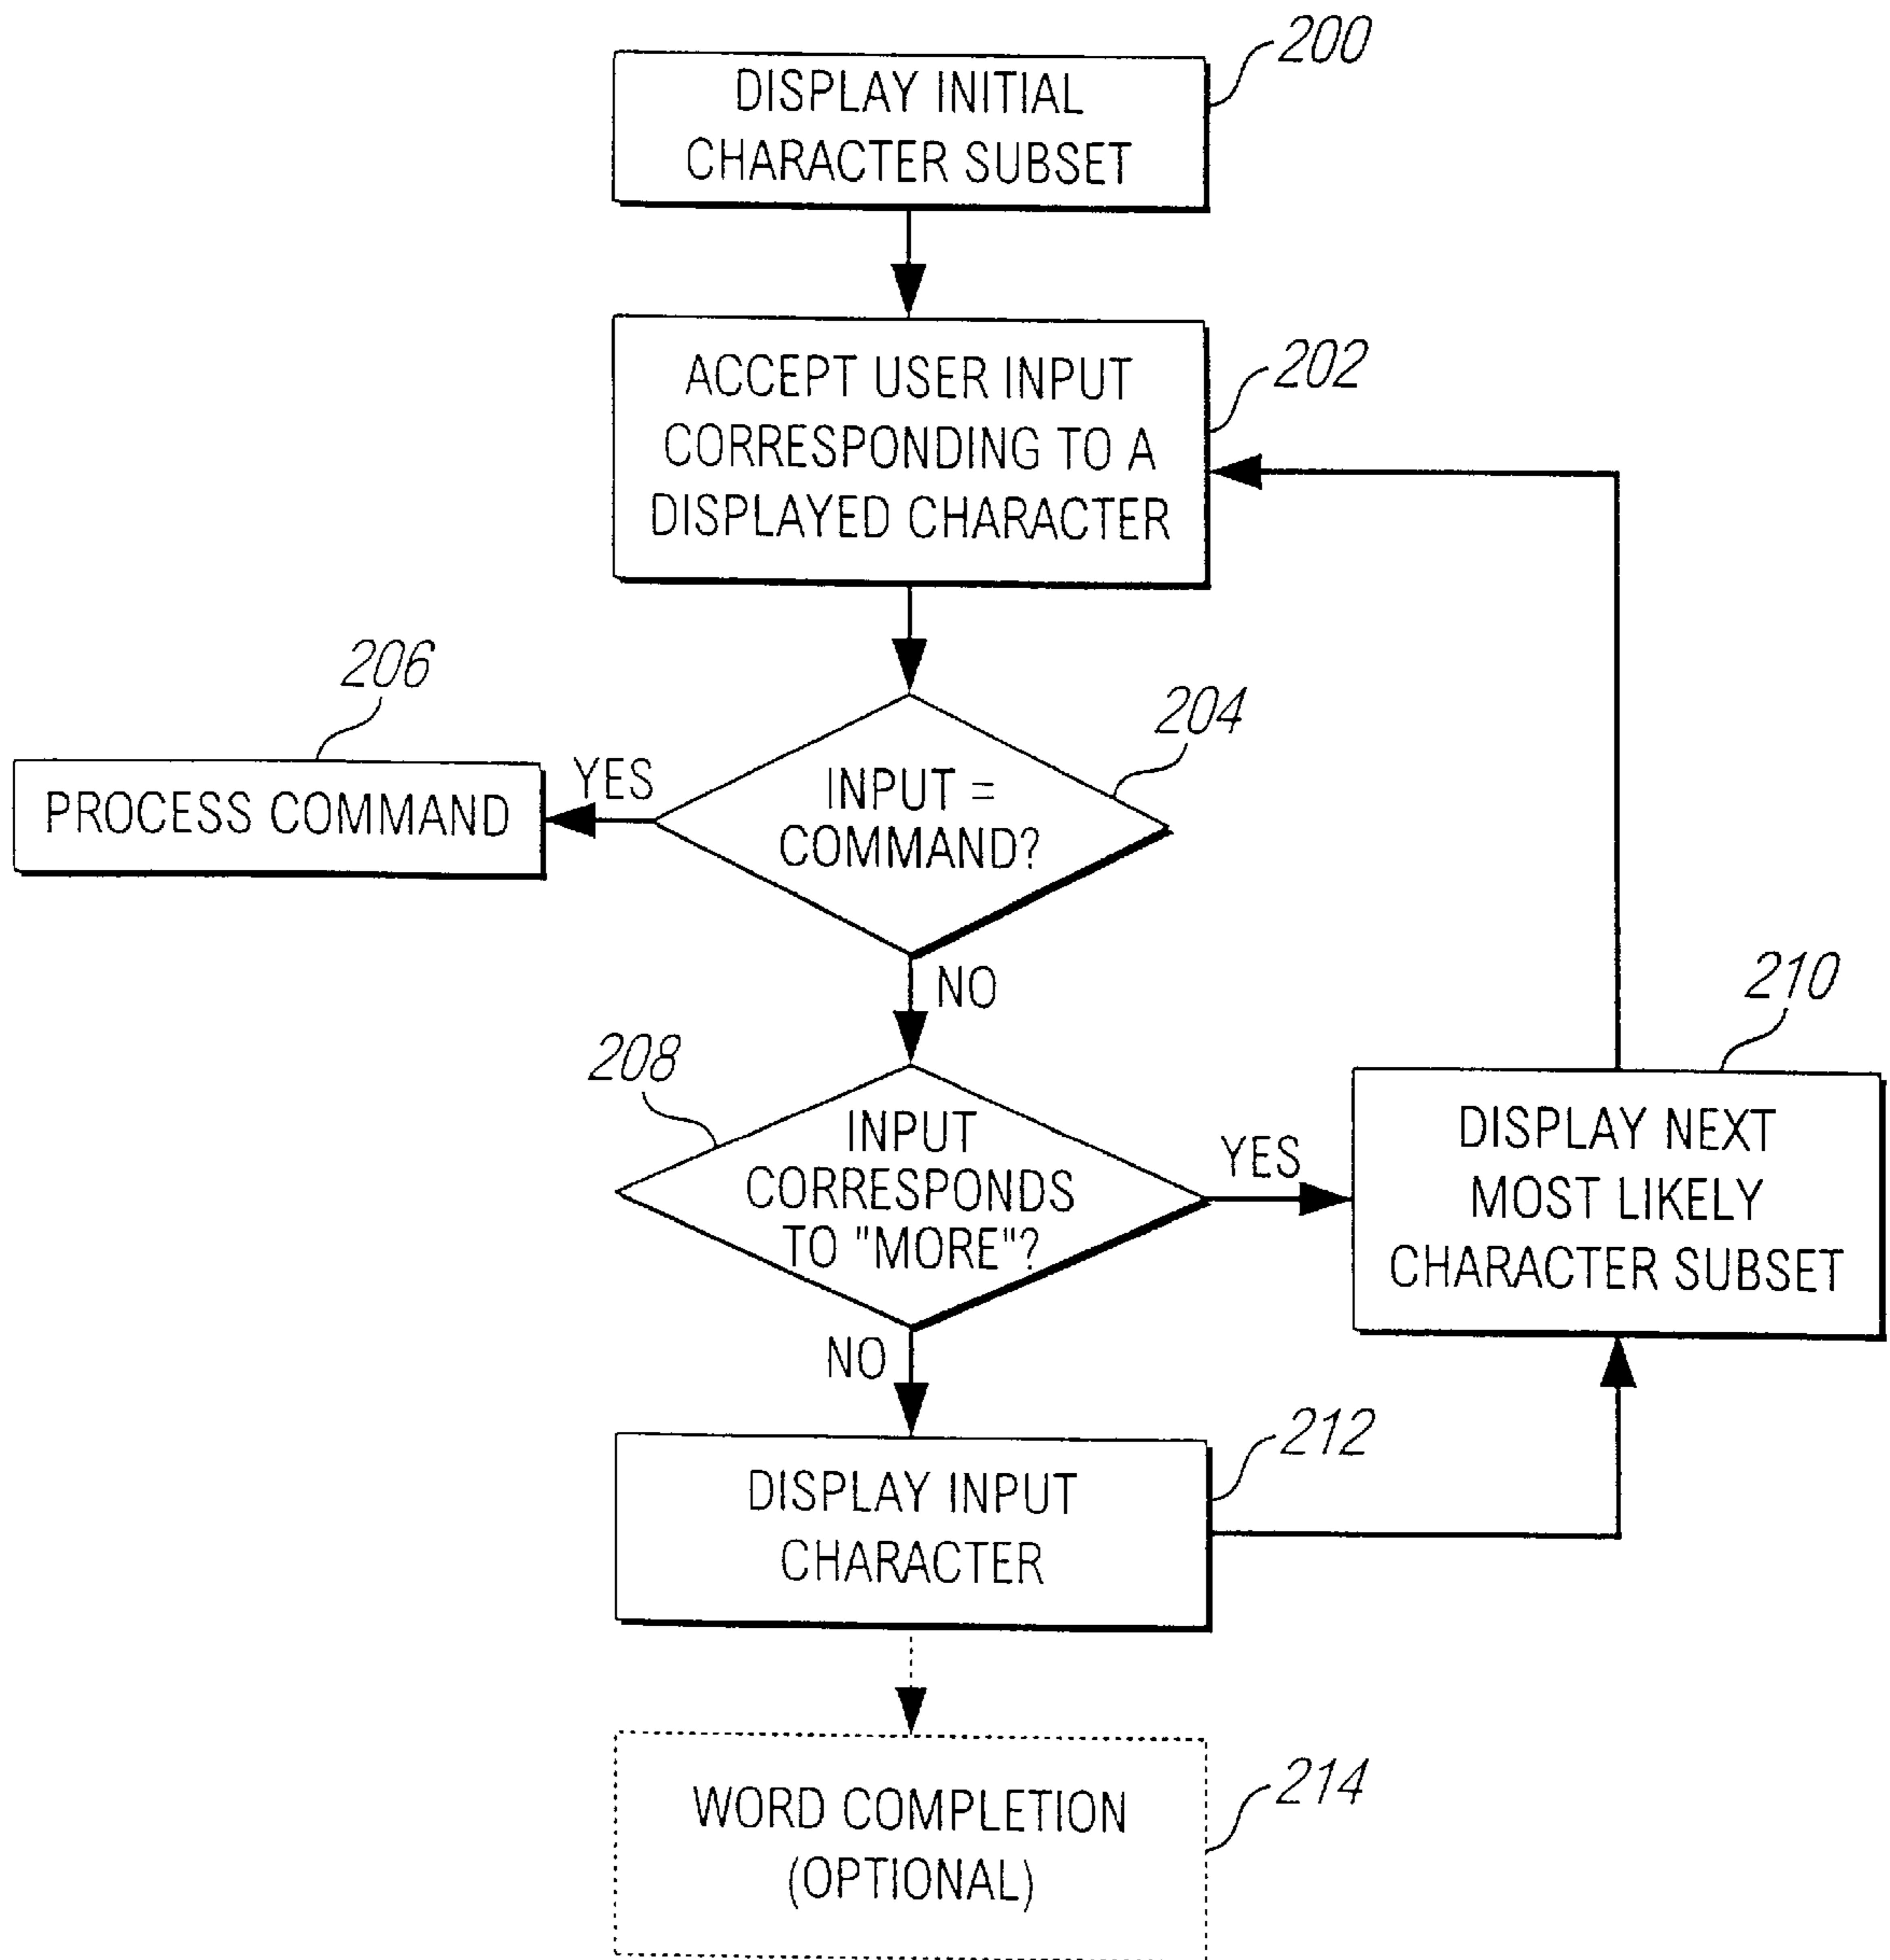 200
DISPLAY INITIAL
CHARACTER SUBSET
202
ACCEPT USER INPUT
CORRESPONDING TO A
DISPLAYED CHARACTER
204
INPUT =
COMMAND?
YES
206
PROCESS COMMAND
NO
208
INPUT
CORRESPONDS
TO "MORE"?
YES
210
DISPLAY NEXT
MOST LIKELY
CHARACTER SUBSET
NO
212
DISPLAY INPUT
CHARACTER
214
WORD COMPLETION
(OPTIONAL)